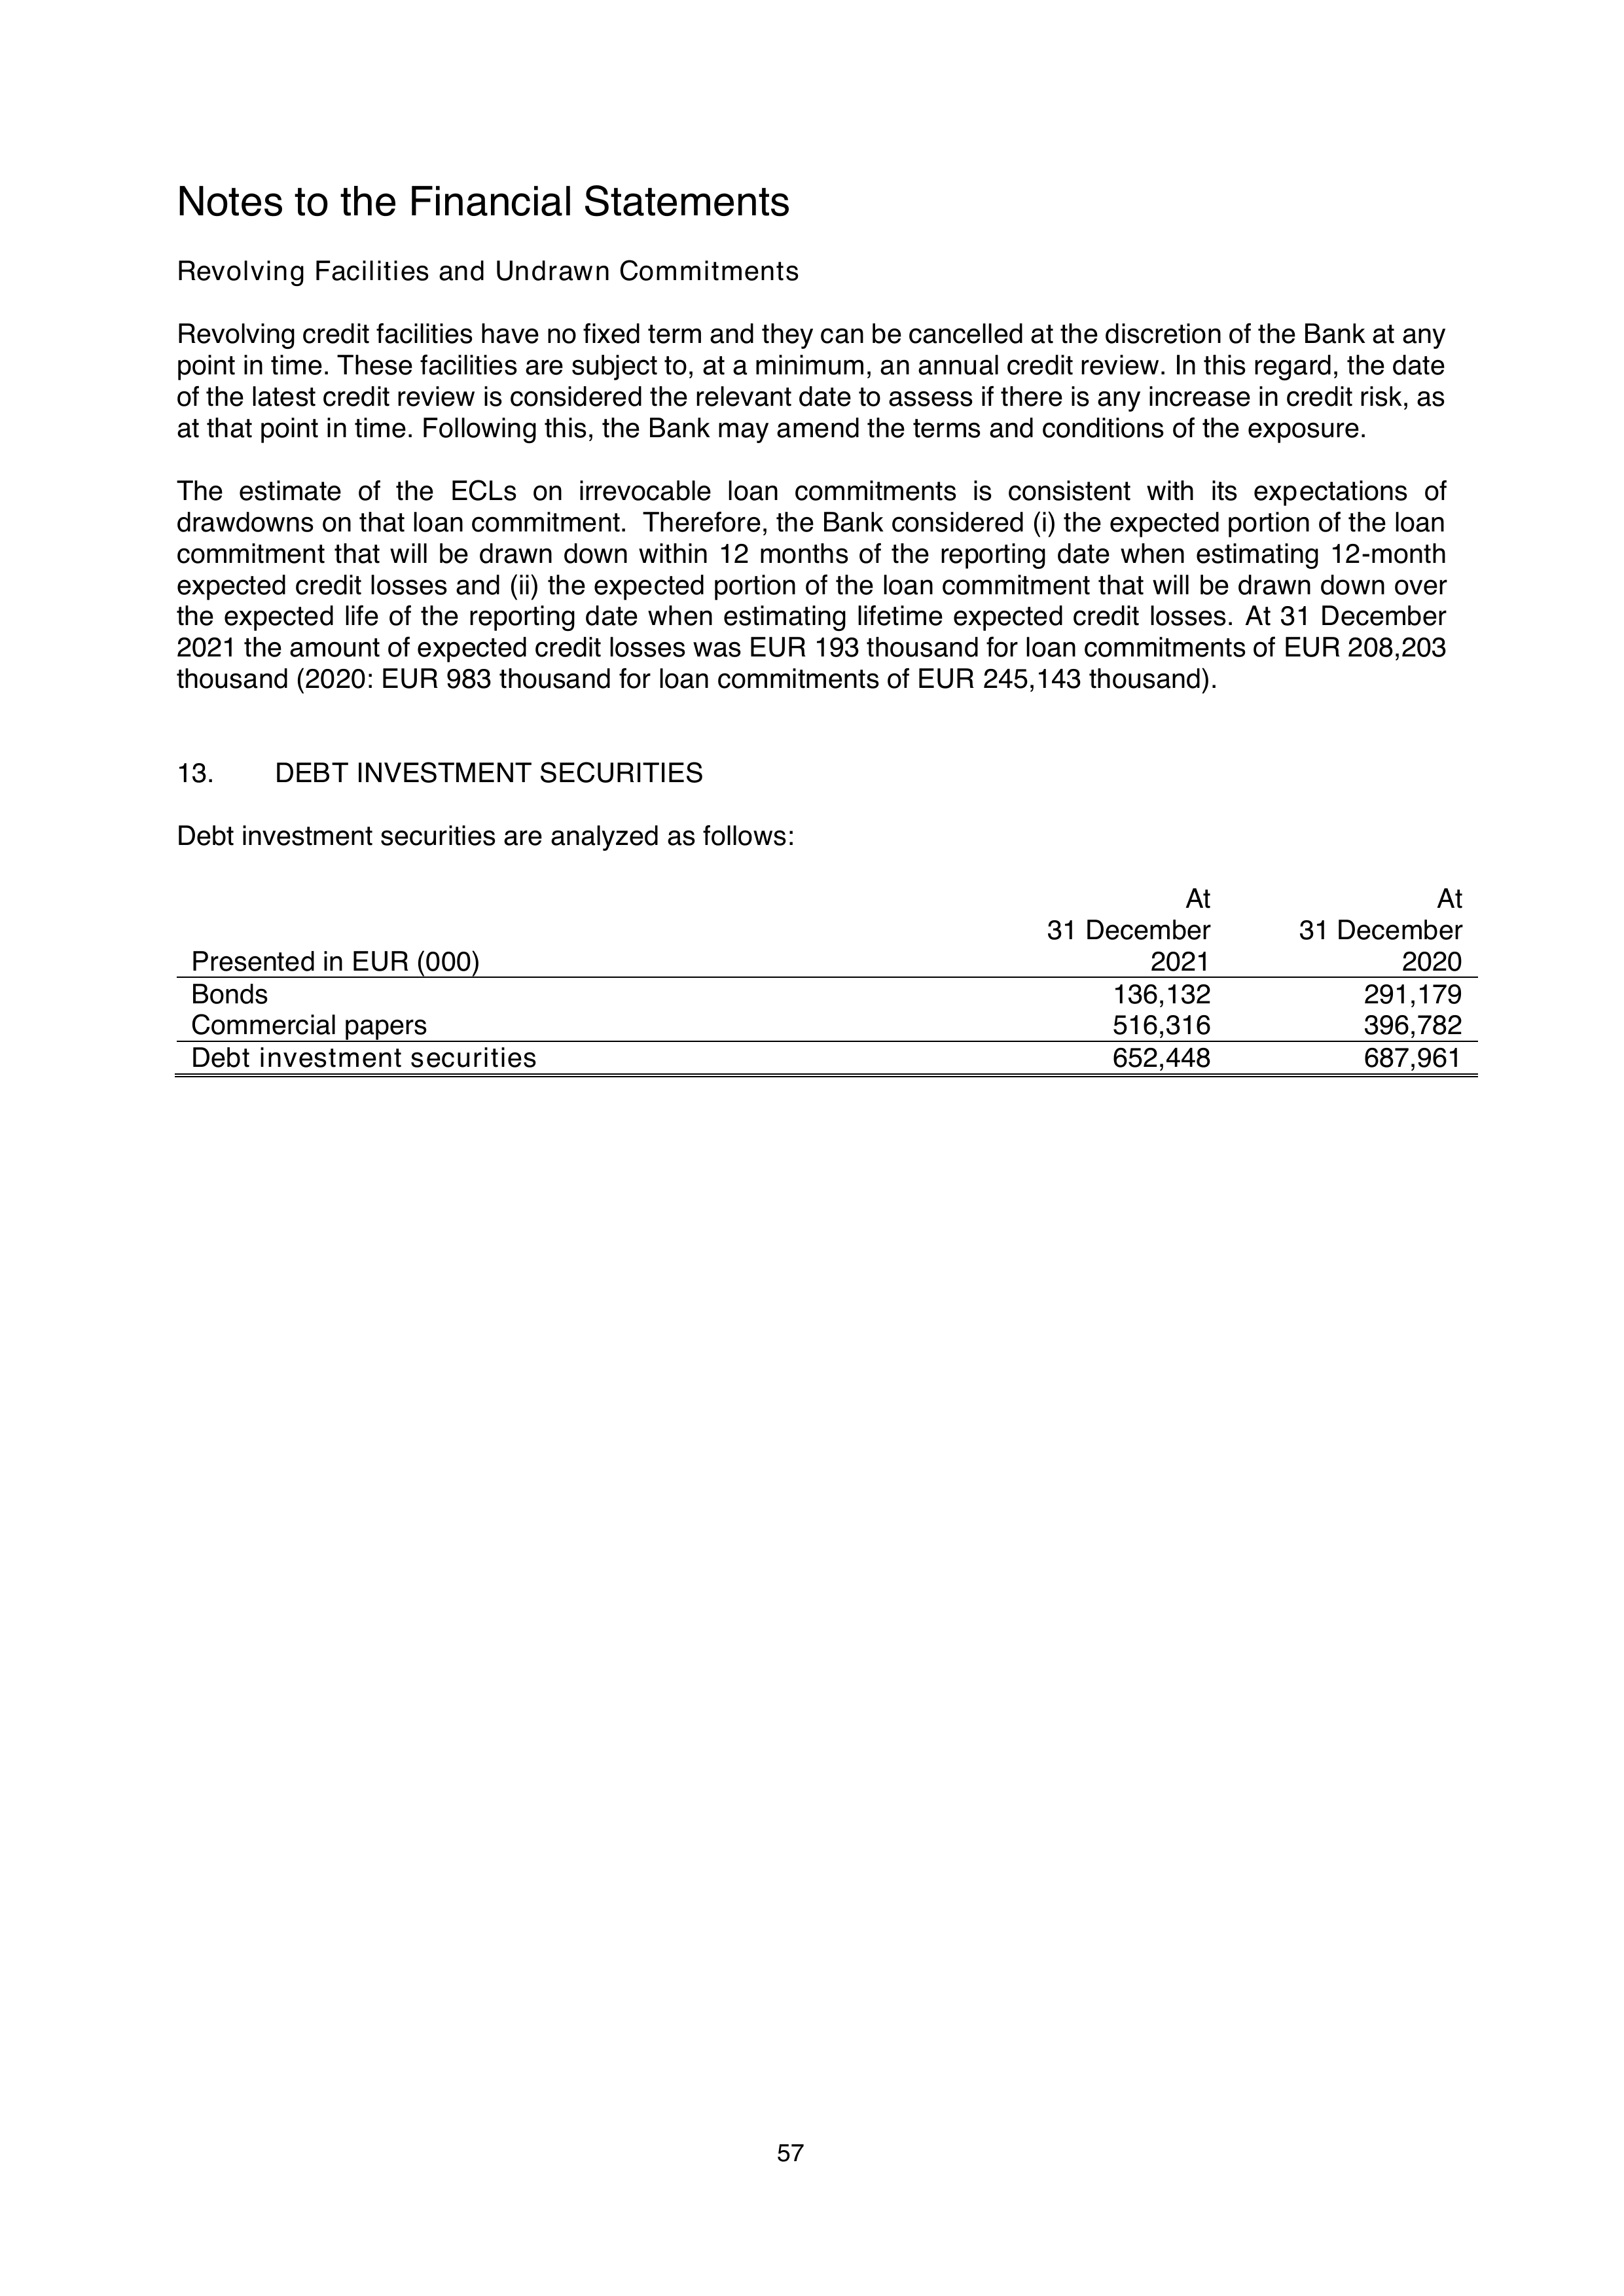 Notes to the Financial Statements
Revolving Facilities and Undrawn Commitments
Revolving credit facilities have no fixed term and they can be cancelled at the discretion of the Bank at any
point in time. These facilities are subject to, at a minimum, an annual credit review. In this regard, the date
of the latest credit review is considered the relevant date to assess if there is any increase in credit risk, as
at that point in time. Following this, the Bank may amend the terms and conditions of the exposure.
The estimate of the ECLs on irrevocable loan commitments is consistent with its expectations of
drawdowns on that loan commitment. Therefore, the Bank considered (i) the expected portion of the loan
commitment that will be drawn down within 12 months of the reporting date when estimating 12-month
expected credit losses and (ii) the expected portion of the loan commitment that will be drawn down over
the expected life of the reporting date when estimating lifetime expected credit losses. At 31 December
2021 the amount of expected credit losses was EUR 193 thousand for loan commitments of EUR 208,203
thousand (2020: EUR 983 thousand for loan commitments of EUR 245,143 thousand).
13. DEBT INVESTMENT SECURITIES
Debt investment securities are analyzed as follows:
At At
31 December 31 December
Presented in EUR (000) 2021 2020
Bonds 136,132 291,179
Commercial papers 516,316 396,782
Debt investment securities 652,448 687,961
57